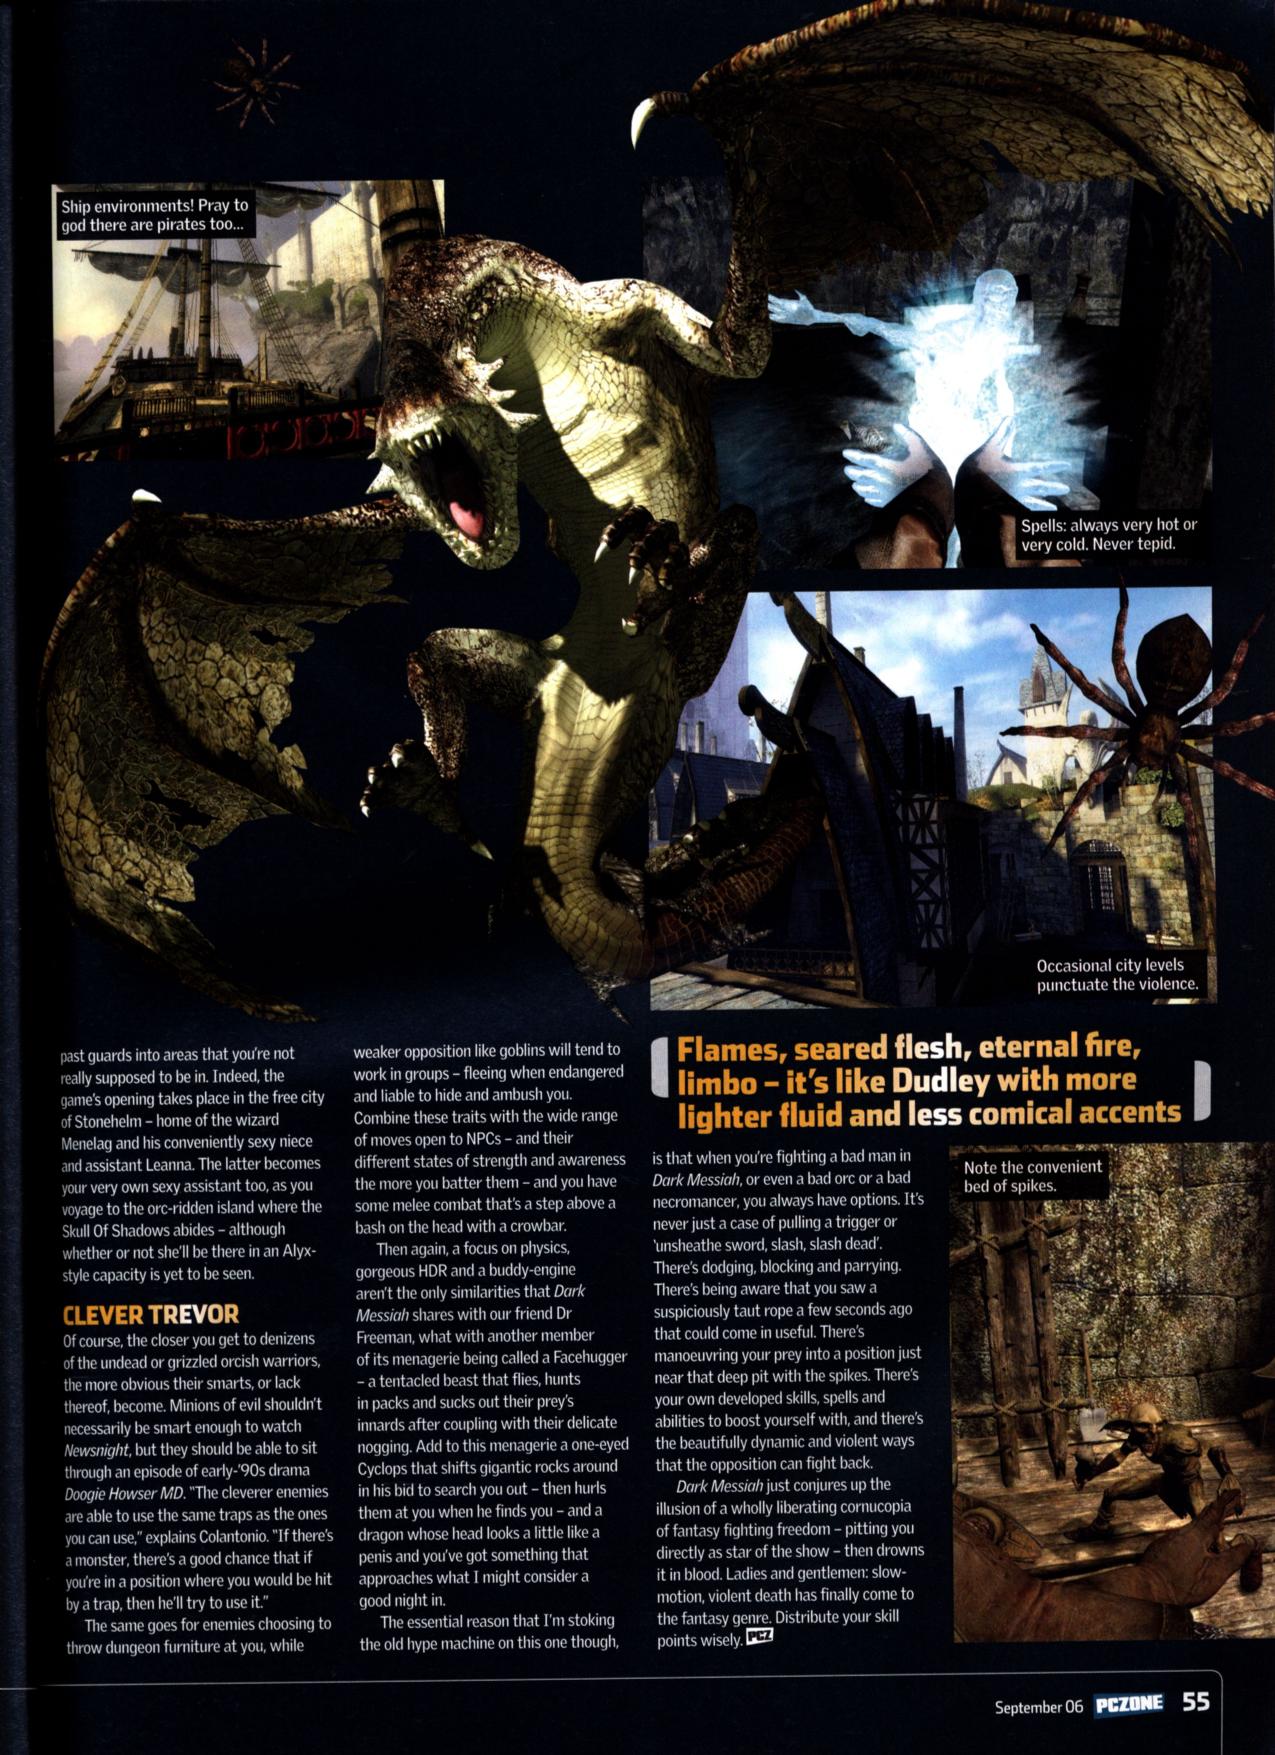 Ship environments! Pray to
god there are pirates too...
Spells: always very hot or
very cold. Never tepid.
Occasional city levels
punctuate the violence.
past guards into areas that you're not
really supposed to be in. Indeed, the
game's opening takes place in the free city
of Stonehelm – home of the wizard
Menelag and his conveniently sexy niece
and assistant Leanna. The latter becomes
your very own sexy assistant too, as you
voyage to the orc-ridden island where the
Skull Of Shadows abides – although
whether or not she'll be there in an Alyx-
style capacity is yet to be seen.
CLEVER TREVOR
Of course, the closer you get to denizens
of the undead or grizzled orcish warriors,
the more obvious their smarts, or lack
thereof, become. Minions of evil shouldn't
necessarily be smart enough to watch
Newsnight, but they should be able to sit
through an episode of early-'90s drama
Doogie Howser MD. "The cleverer enemies
are able to use the same traps as the ones
you can use," explains Colantonio. "If there's
a monster, there's a good chance that if
you're in a position where you would be hit
by a trap, then he'll try to use it."
The same goes for enemies choosing to
throw dungeon furniture at you, while
weaker opposition like goblins will tend to
work in groups – fleeing when endangered
and liable to hide and ambush you.
Combine these traits with the wide range
of moves open to NPCs – and their
different states of strength and awareness
the more you batter them – and you have
some melee combat that's a step above a
bash on the head with a crowbar.
Then again, a focus on physics,
gorgeous HDR and a buddy-engine
aren't the only similarities that Dark
Messiah shares with our friend Dr
Freeman, what with another member
of its menagerie being called a Facehugger
– a tentacled beast that flies, hunts
in packs and sucks out their prey's
innards after coupling with their delicate
nogging. Add to this menagerie a one-eyed
Cyclops that shifts gigantic rocks around
in his bid to search you out – then hurls
them at you when he finds you – and a
dragon whose head looks a little like a
penis and you've got something that
approaches what I might consider a
good night in.
The essential reason that I'm stoking
the old hype machine on this one though,
Flames, seared flesh, eternal fire,
limbo – it's like Dudley with more
lighter fluid and less comical accents
is that when you're fighting a bad man in
Dark Messiah, or even a bad orc or a bad
necromancer, you always have options. It's
never just a case of pulling a trigger or
'unsheathe sword, slash, slash dead'.
There's dodging, blocking and parrying.
There's being aware that you saw a
suspiciously taut rope a few seconds ago
that could come in useful. There's
manoeuvring your prey into a position just
near that deep pit with the spikes. There's
your own developed skills, spells and
abilities to boost yourself with, and there's
the beautifully dynamic and violent ways
that the opposition can fight back.
Dark Messiah just conjures up the
illusion of a wholly liberating cornucopia
of fantasy fighting freedom – pitting you
directly as star of the show – then drowns
it in blood. Ladies and gentlemen: slow-
motion, violent death has finally come to
the fantasy genre. Distribute your skill
points wisely. PCZ
Note the convenient
bed of spikes.
September 06 PCZONE 55